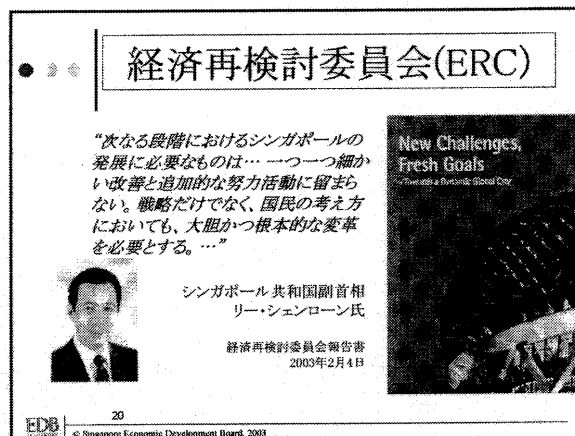 経済再検討委員会(ERC)
“次なる段階におけるシンガポールの
発展に必要なものは… 一つ一つ細か
い改善と追加的な努力活動に留まら
ない。戦略だけでなく、国民の考え方
においても、大胆かつ根本的な変革
を必要とする。…”
シンガポール共和国副首相
リー・シェンローン氏
経済再検討委員会報告書
2003年2月4日
New Challenges,
Fresh Goals
- Towards a Dynamic Global City
EDB
20
© Singapore Economic Development Board, 2003